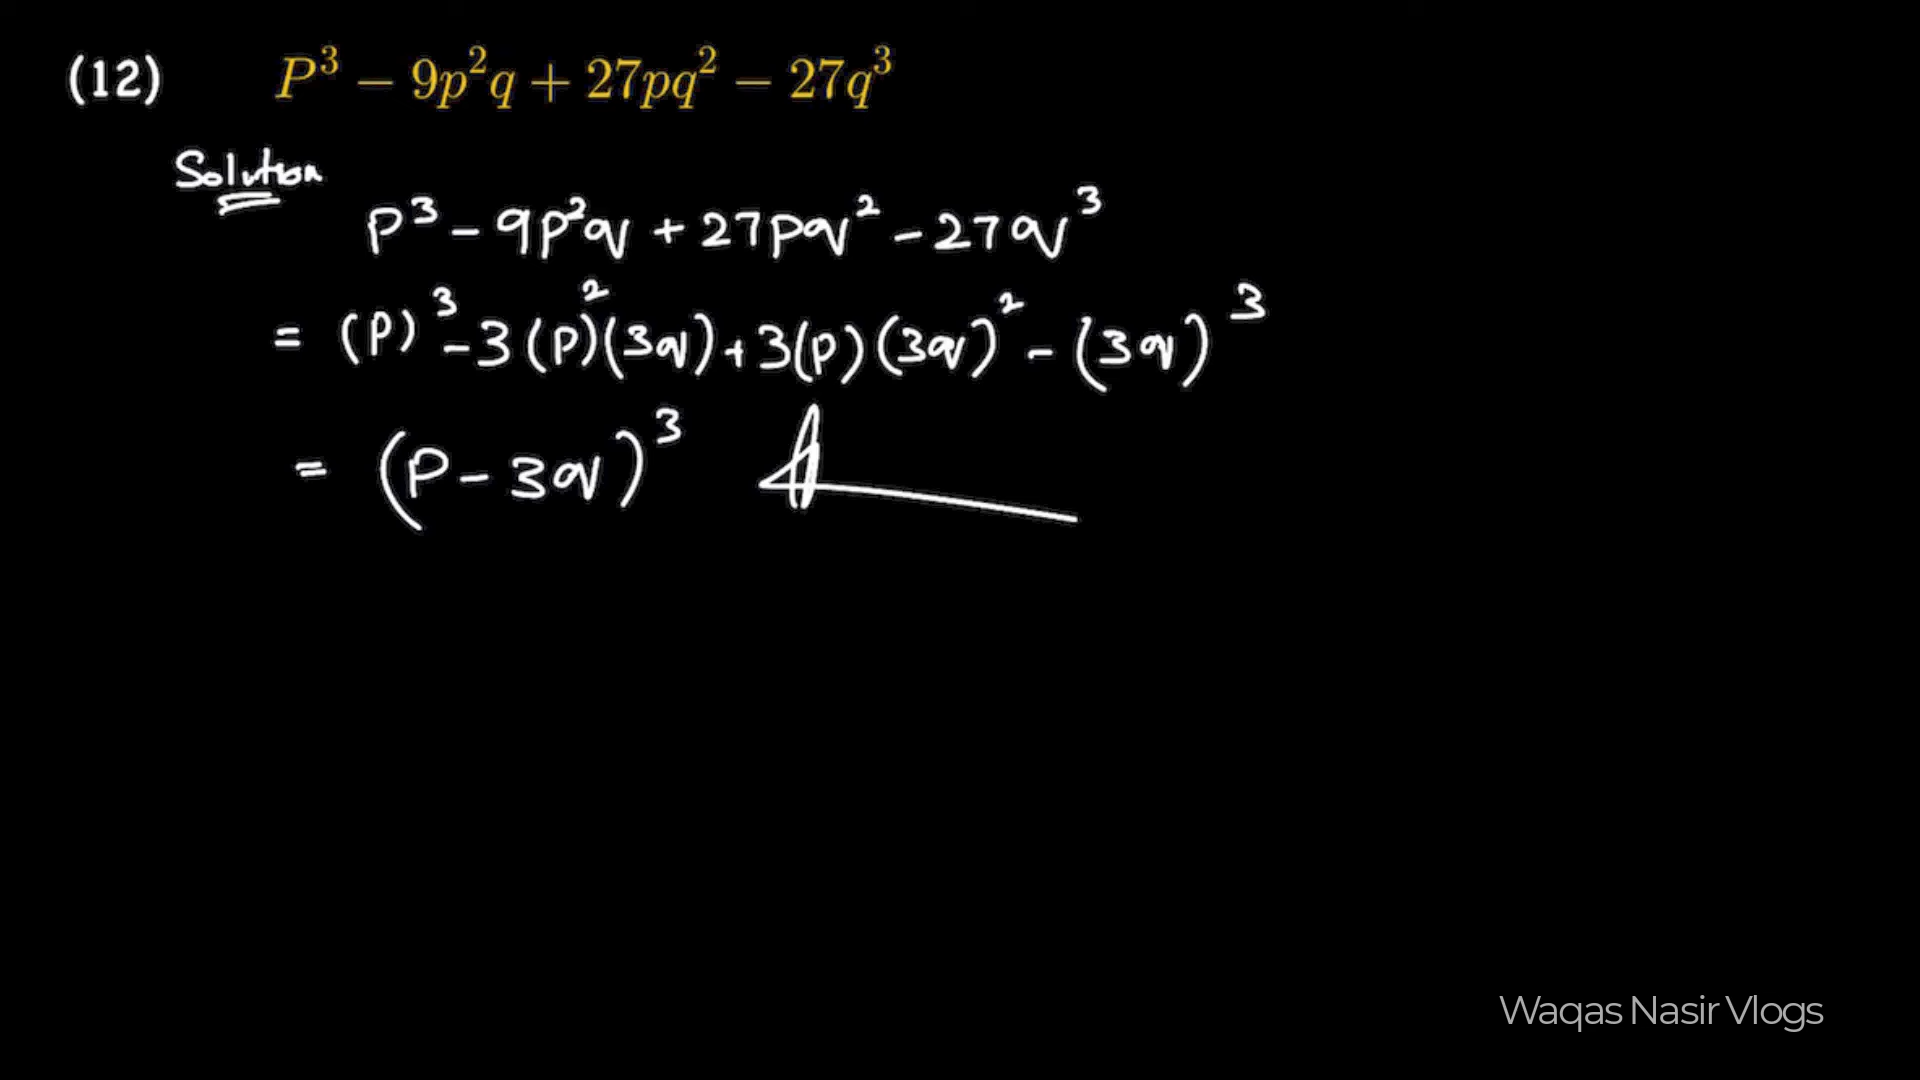 (12) P³ − 9p²q + 27pq² − 27q³
Solution
P³ − 9p²q + 27pq² − 27q³
= (P)³ − 3(p)²(3q) + 3(p)(3q)² − (3q)³
= (P − 3q)³
Waqas Nasir Vlogs